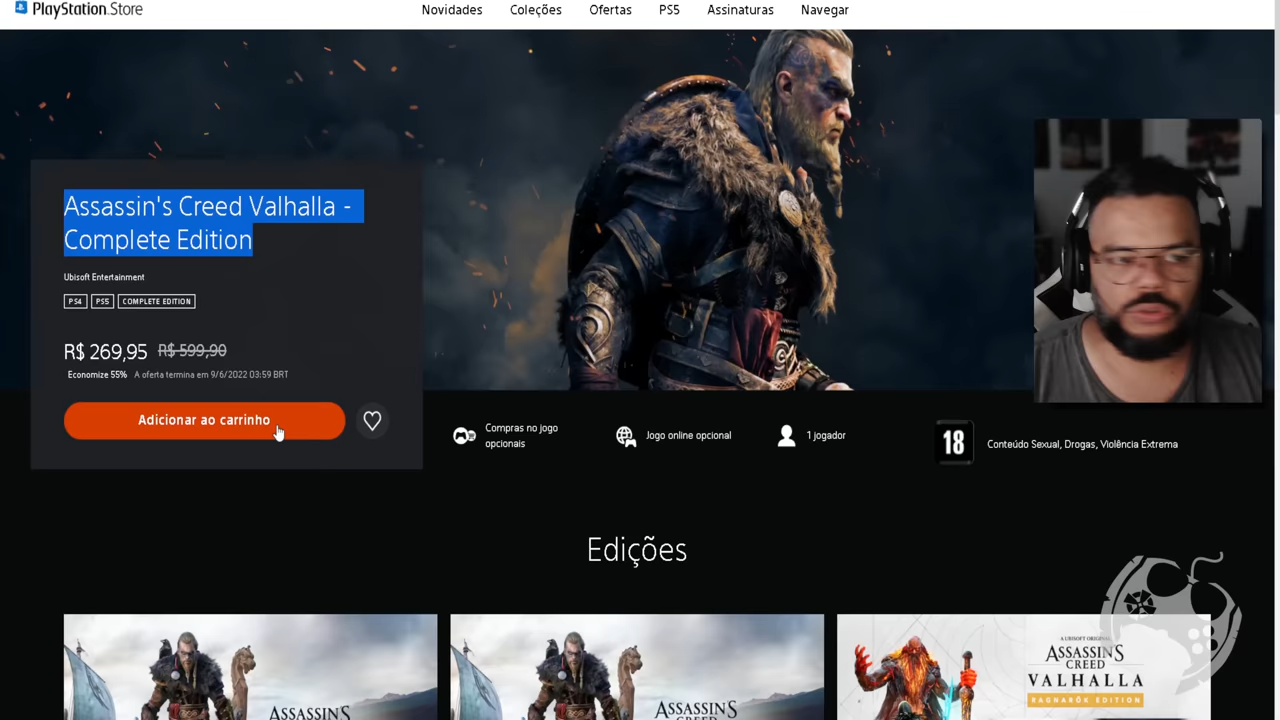 PlayStation.Store
Novidades Coleções Ofertas PS5 Assinaturas Navegar
Assassin's Creed Valhalla -
Complete Edition
Ubisoft Entertainment
PS4 PS5 COMPLETE EDITION
R$ 269,95 R$ 599,90
Economize 55% A oferta termina em 9/6/2022 03:59 BRT
Adicionar ao carrinho
Compras no jogo
opcionais
Jogo online opcional
1 jogador
18
Conteúdo Sexual, Drogas, Violência Extrema
Edições
ASSASSIN'S
ASSASSIN'S
CREED
A UBISOFT ORIGINAL
ASSASSIN'S
CREED
VALHALLA
RAGNARÖK EDITION